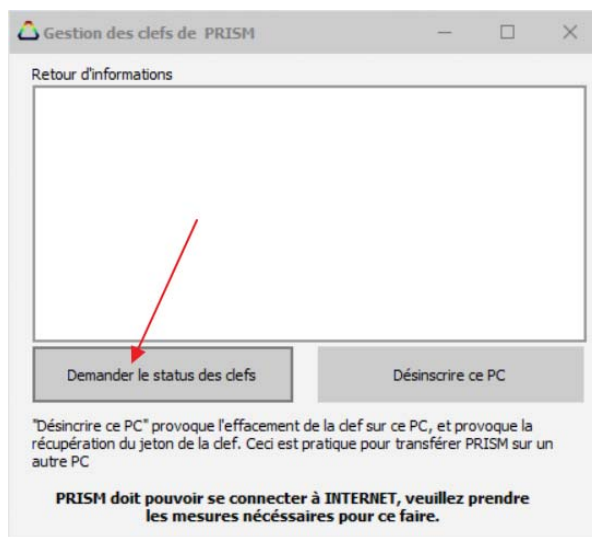 Gestion des clefs de PRISM
Retour d'informations
Demander le status des clefs
Désinscrire ce PC
"Désincrire ce PC" provoque l'effacement de la clef sur ce PC, et provoque la
récupération du jeton de la clef. Ceci est pratique pour transférer PRISM sur un
autre PC
PRISM doit pouvoir se connecter à INTERNET, veuillez prendre
les mesures nécéssaires pour ce faire.